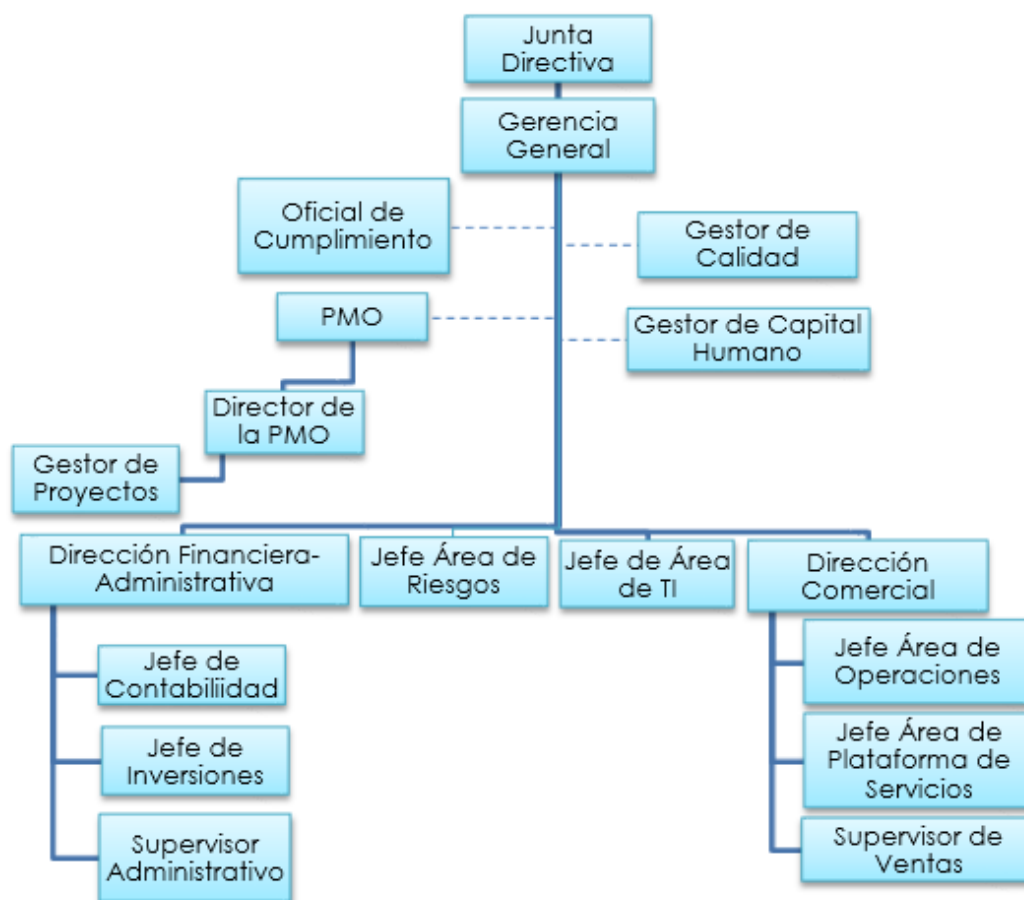 Junta
Directiva
Gerencia
General
Oficial de
Cumplimiento
Gestor de
Calidad
PMO
Gestor de Capital
Humano
Director de
la PMO
Gestor de
Proyectos
Dirección Financiera-
Administrativa
Jefe Área de
Riesgos
Jefe de Área
de TI
Dirección
Comercial
Jefe de
Contabiliidad
Jefe de
Inversiones
Supervisor
Administrativo
Jefe Área de
Operaciones
Jefe Área de
Plataforma de
Servicios
Supervisor de
Ventas